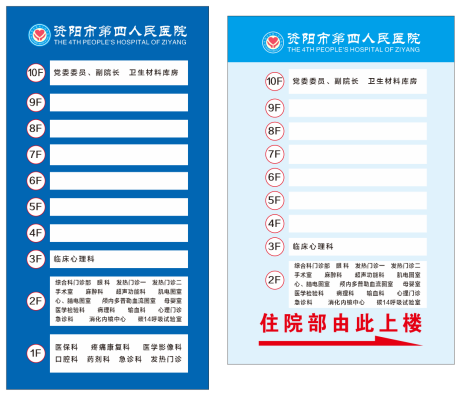 资阳市第四人民医院
THE 4TH PEOPLE'S HOSPITAL OF ZIYANG
10F 党委委员、副院长 卫生材料库房
9F
8F
7F
6F
5F
4F
3F 临床心理科
2F
综合科门诊部 眼科 发热门诊一 发热门诊二
手术室 麻醉科 超声功能科 肌电图室
心、脑电图室 颅内多普勒血流图室 母婴室
医学检验科 病理科 输血科 心理门诊
急诊科 消化内镜中心 碳14呼吸试验室
1F
医保科 疼痛康复科 医学影像科
口腔科 药剂科 急诊科 发热门诊
资阳市第四人民医院
THE 4TH PEOPLE'S HOSPITAL OF ZIYANG
10F 党委委员、副院长 卫生材料库房
9F
8F
7F
6F
5F
4F
3F 临床心理科
2F
综合科门诊部 眼科 发热门诊一 发热门诊二
手术室 麻醉科 超声功能科 肌电图室
心、脑电图室 颅内多普勒血流图室 母婴室
医学检验科 病理科 输血科 心理门诊
急诊科 消化内镜中心 碳14呼吸试验室
住院部由此上楼